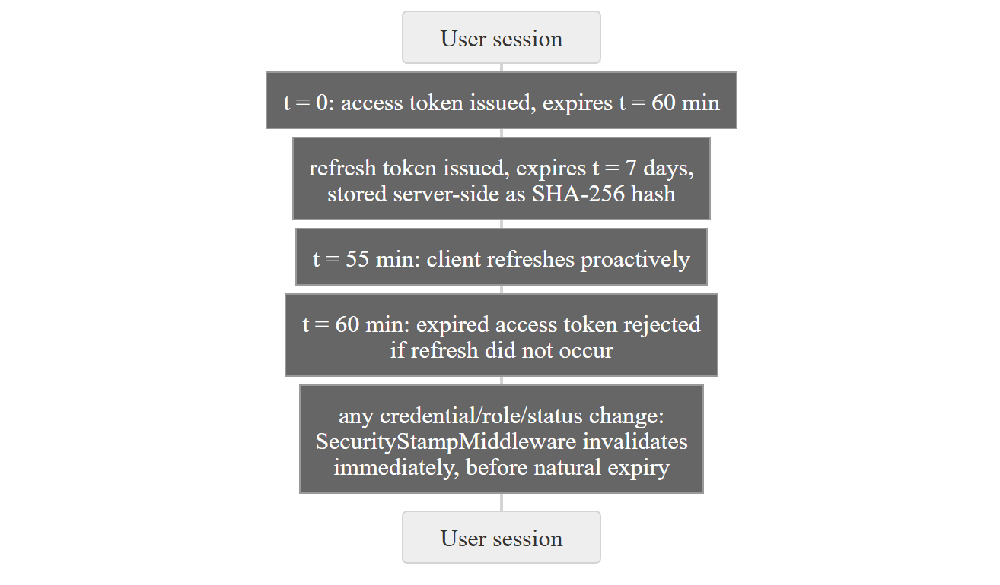 User session
t = 0: access token issued, expires t = 60 min
refresh token issued, expires t = 7 days,
stored server-side as SHA-256 hash
t = 55 min: client refreshes proactively
t = 60 min: expired access token rejected
if refresh did not occur
any credential/role/status change:
SecurityStampMiddleware invalidates
immediately, before natural expiry
User session